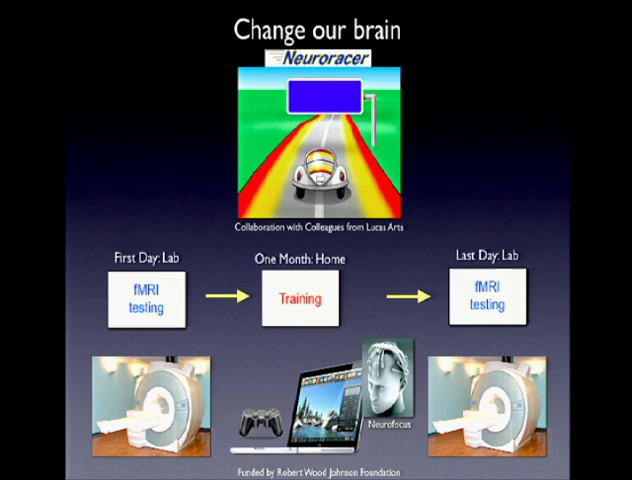 Change our brain
Neuroracer
Collaboration with Colleagues from Lucas Arts
First Day: Lab
One Month: Home
Last Day: Lab
fMRI
testing
Training
fMRI
testing
Neurofocus
Funded by Robert Wood Johnson Foundation